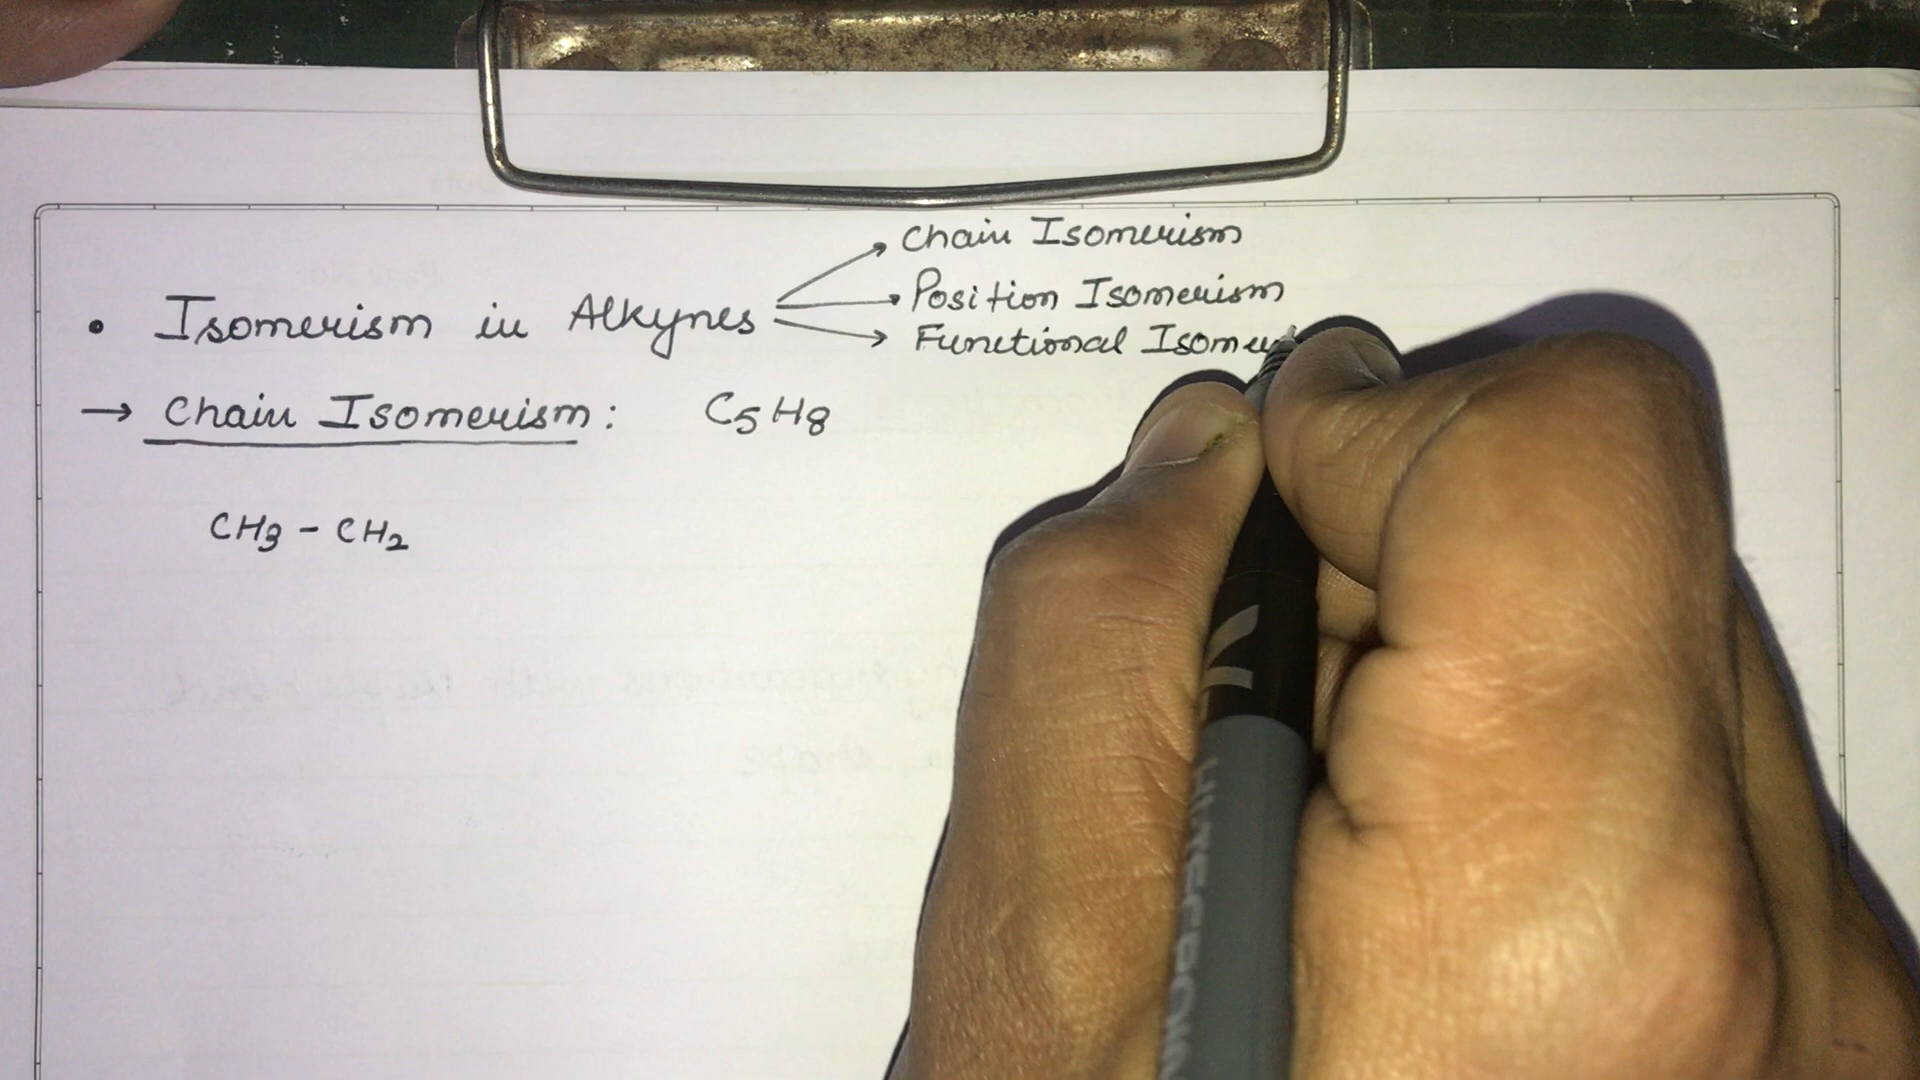 Chain Isomerism
Position Isomerism
• Isomerism in Alkynes
Functional
→ Chain Isomerism: C5H8
CH3 - CH2